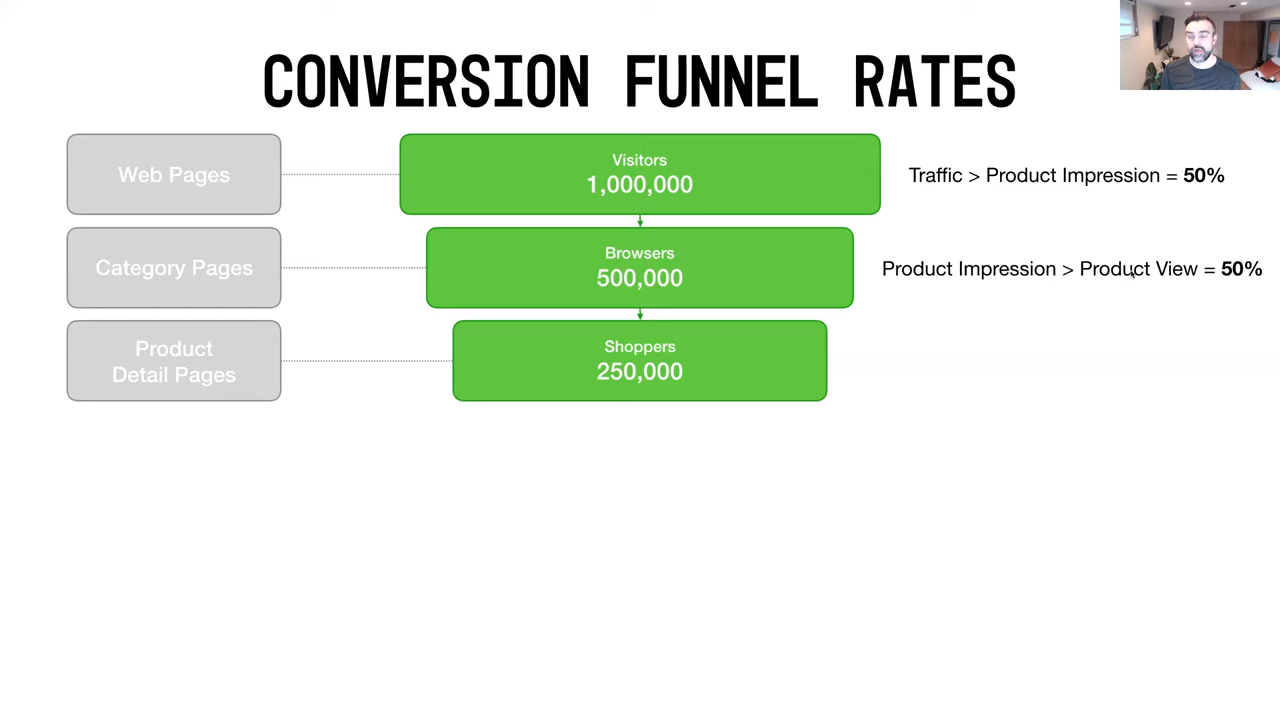 CONVERSION FUNNEL RATES
Web Pages
Visitors
1,000,000
Traffic > Product Impression = 50%
Category Pages
Browsers
500,000
Product Impression > Product View = 50%
Product
Detail Pages
Shoppers
250,000